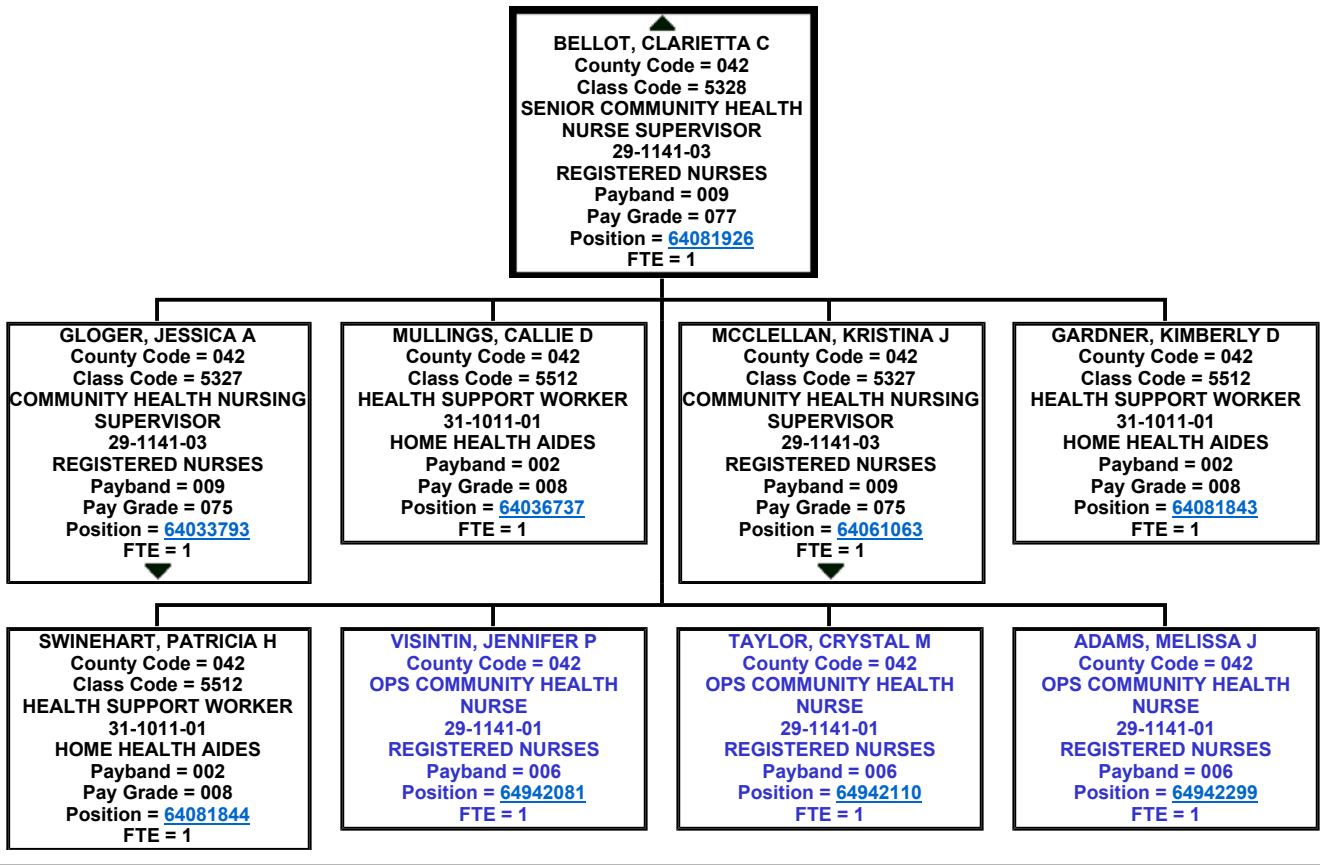 BELLOT, CLARIETTA C
County Code = 042
Class Code = 5328
SENIOR COMMUNITY HEALTH
NURSE SUPERVISOR
29-1141-03
REGISTERED NURSES
Payband = 009
Pay Grade = 077
Position = 64081926
FTE = 1
GLOGER, JESSICA A
County Code = 042
Class Code = 5327
COMMUNITY HEALTH NURSING
SUPERVISOR
29-1141-03
REGISTERED NURSES
Payband = 009
Pay Grade = 075
Position = 64033793
FTE = 1
MULLINGS, CALLIE D
County Code = 042
Class Code = 5512
HEALTH SUPPORT WORKER
31-1011-01
HOME HEALTH AIDES
Payband = 002
Pay Grade = 008
Position = 64036737
FTE = 1
MCCLELLAN, KRISTINA J
County Code = 042
Class Code = 5327
COMMUNITY HEALTH NURSING
SUPERVISOR
29-1141-03
REGISTERED NURSES
Payband = 009
Pay Grade = 075
Position = 64061063
FTE = 1
GARDNER, KIMBERLY D
County Code = 042
Class Code = 5512
HEALTH SUPPORT WORKER
31-1011-01
HOME HEALTH AIDES
Payband = 002
Pay Grade = 008
Position = 64081843
FTE = 1
SWINEHART, PATRICIA H
County Code = 042
Class Code = 5512
HEALTH SUPPORT WORKER
31-1011-01
HOME HEALTH AIDES
Payband = 002
Pay Grade = 008
Position = 64081844
FTE = 1
VISINTIN, JENNIFER P
County Code = 042
OPS COMMUNITY HEALTH
NURSE
29-1141-01
REGISTERED NURSES
Payband = 006
Position = 64942081
FTE = 1
TAYLOR, CRYSTAL M
County Code = 042
OPS COMMUNITY HEALTH
NURSE
29-1141-01
REGISTERED NURSES
Payband = 006
Position = 64942110
FTE = 1
ADAMS, MELISSA J
County Code = 042
OPS COMMUNITY HEALTH
NURSE
29-1141-01
REGISTERED NURSES
Payband = 006
Position = 64942299
FTE = 1